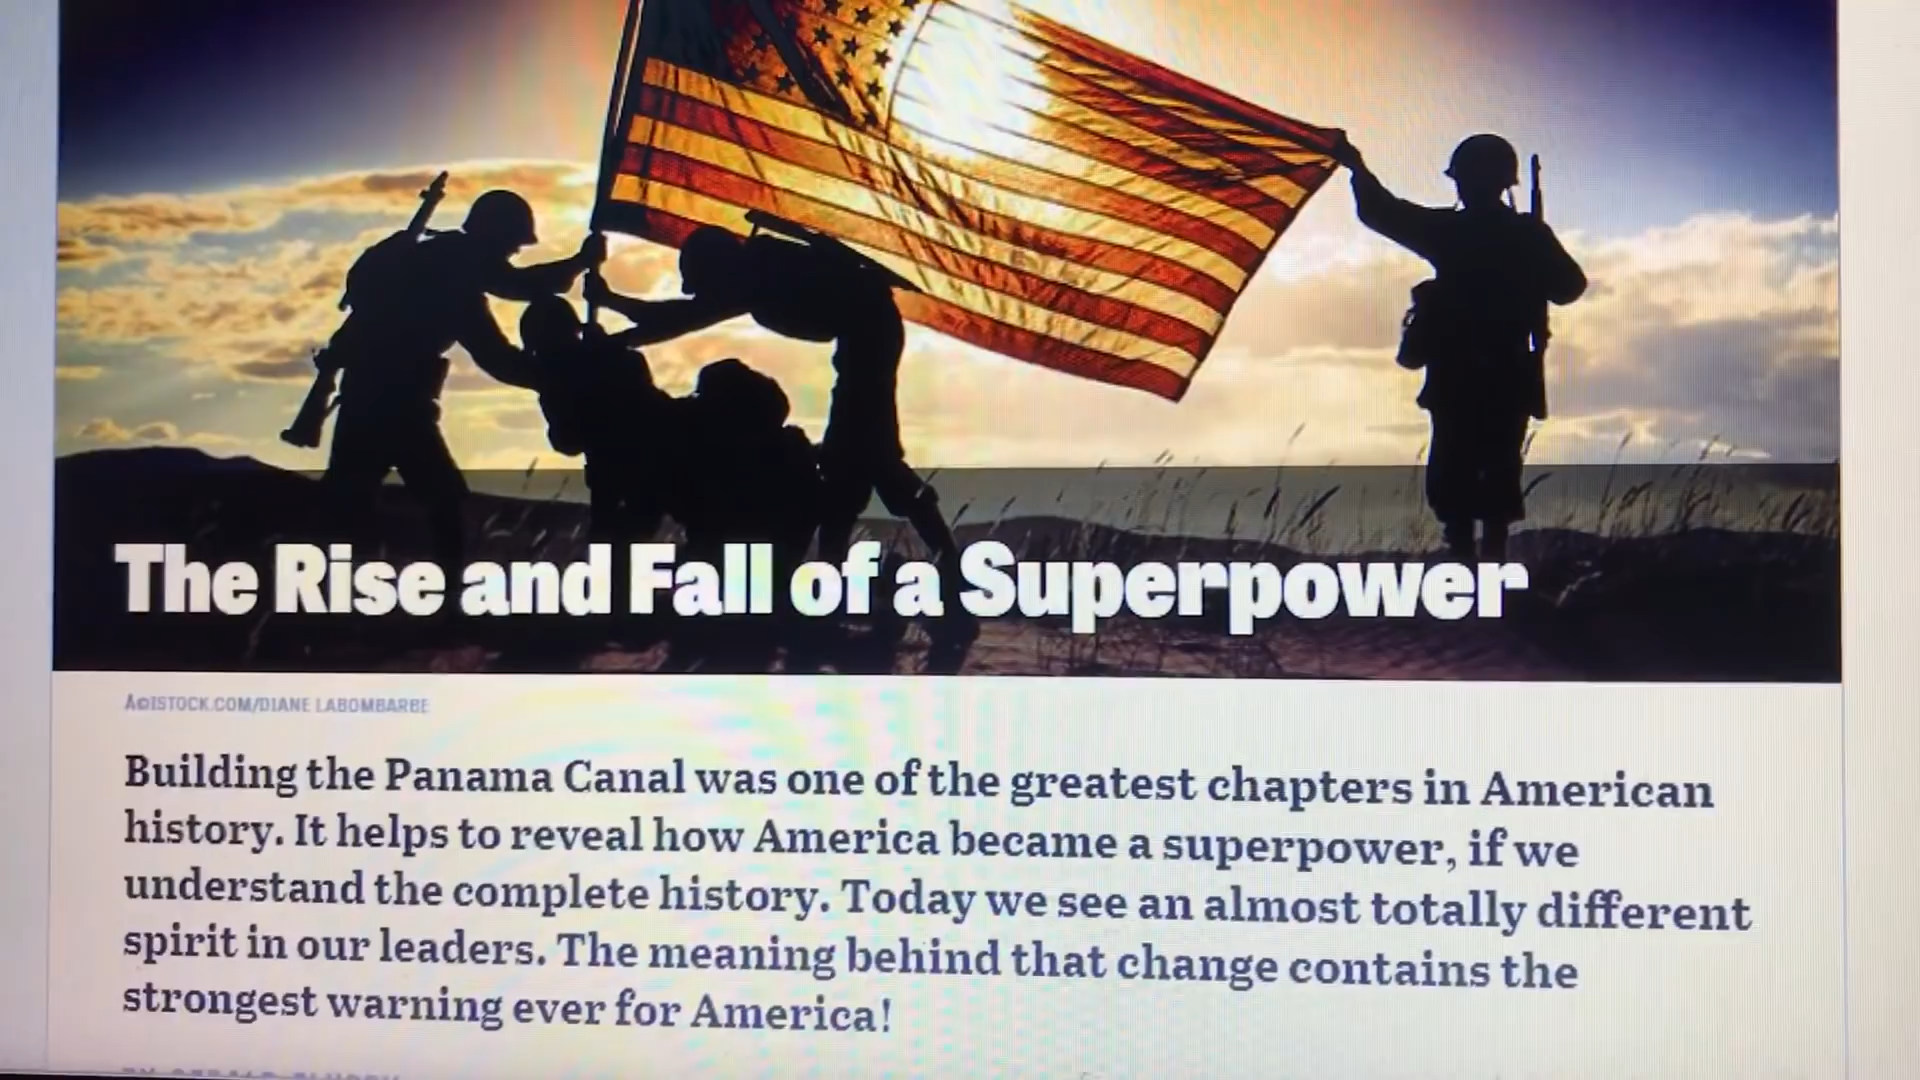 The Rise and Fall of a Superpower
©ISTOCK.COM/DIANE LABOMBARBE
Building the Panama Canal was one of the greatest chapters in American
history. It helps to reveal how America became a superpower, if we
understand the complete history. Today we see an almost totally different
spirit in our leaders. The meaning behind that change contains the
strongest warning ever for America!